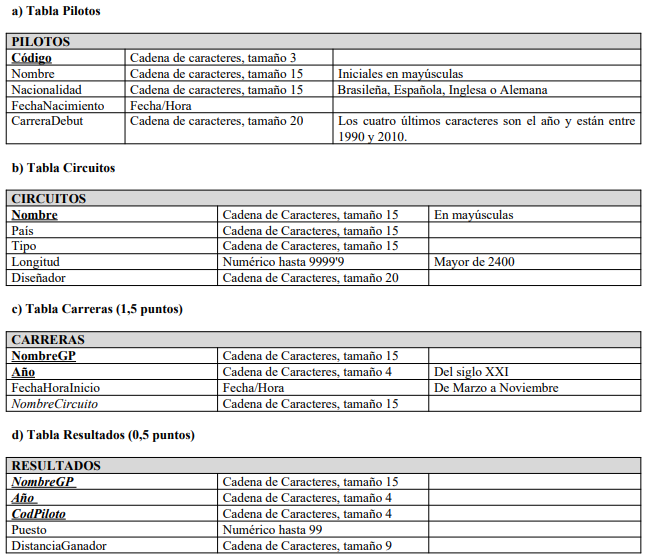 a) Tabla Pilotos
PILOTOS
Código Cadena de caracteres, tamaño 3
Nombre Cadena de caracteres, tamaño 15 Iniciales en mayúsculas
Nacionalidad Cadena de caracteres, tamaño 15 Brasileña, Española, Inglesa o Alemana
FechaNacimiento Fecha/Hora
CarreraDebut Cadena de caracteres, tamaño 20 Los cuatro últimos caracteres son el año y están entre
1990 y 2010.
b) Tabla Circuitos
CIRCUITOS
Nombre Cadena de Caracteres, tamaño 15 En mayúsculas
País Cadena de Caracteres, tamaño 15
Tipo Cadena de Caracteres, tamaño 15
Longitud Numérico hasta 9999'9 Mayor de 2400
Diseñador Cadena de Caracteres, tamaño 20
c) Tabla Carreras (1,5 puntos)
CARRERAS
NombreGP Cadena de Caracteres, tamaño 15
Año Cadena de Caracteres, tamaño 4 Del siglo XXI
FechaHoraInicio Fecha/Hora De Marzo a Noviembre
NombreCircuito Cadena de Caracteres, tamaño 15
d) Tabla Resultados (0,5 puntos)
RESULTADOS
NombreGP Cadena de Caracteres, tamaño 15
Año Cadena de Caracteres, tamaño 4
CodPiloto Cadena de Caracteres, tamaño 4
Puesto Numérico hasta 99
DistanciaGanador Cadena de Caracteres, tamaño 9